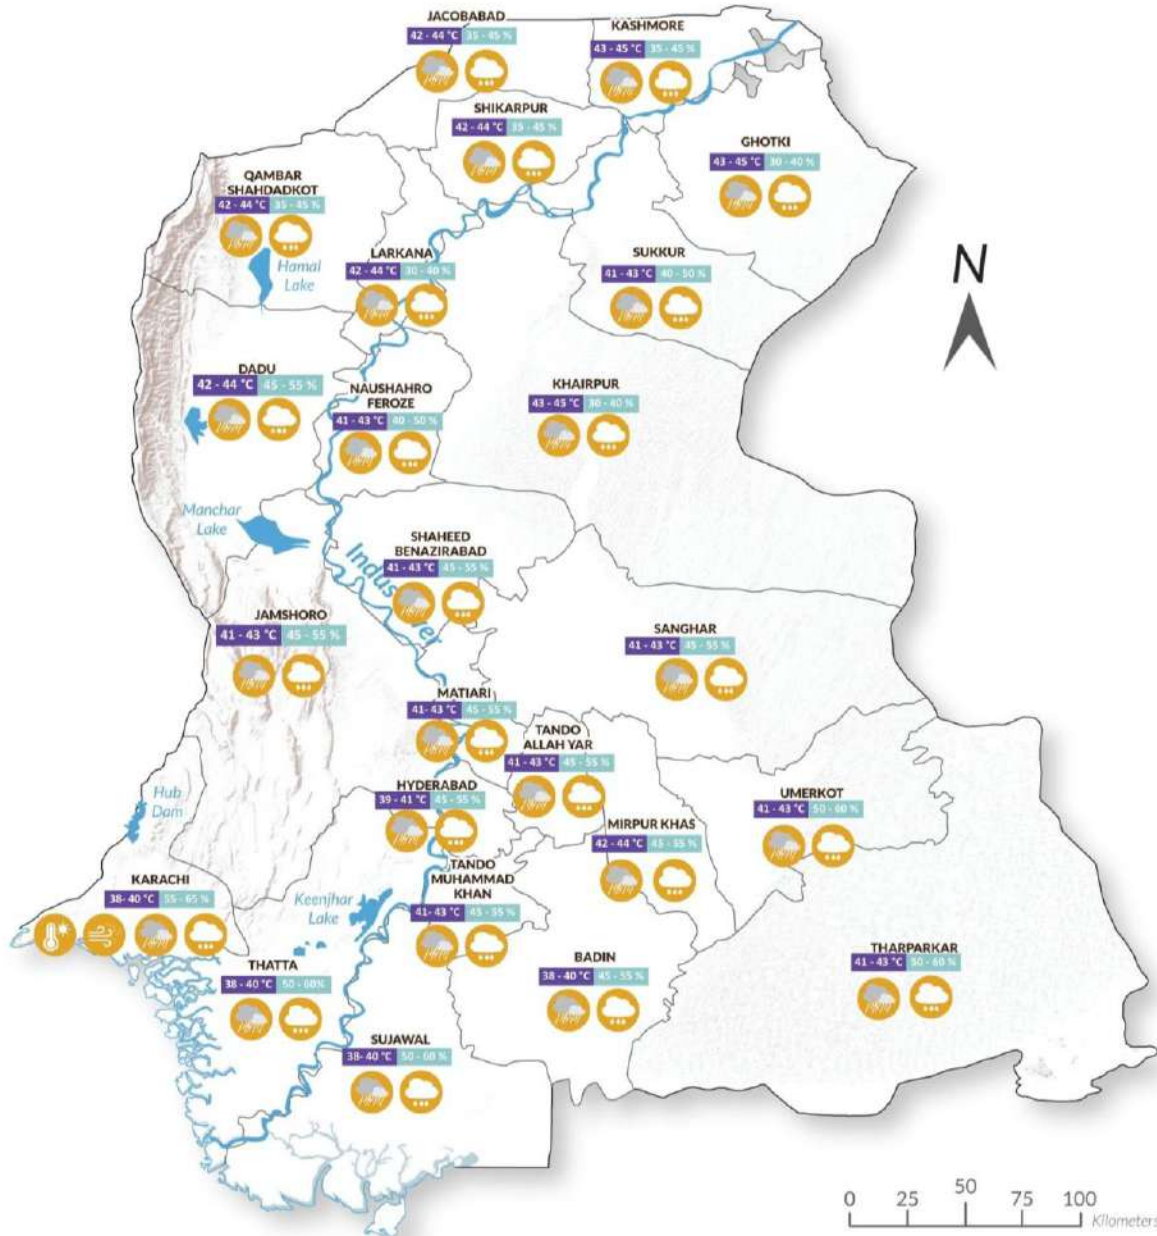 JACOBABAD
42 - 44 °C 35 - 45 %
KASHMORE
43 - 45 °C 35 - 45 %
SHIKARPUR
42 - 44 °C 35 - 45 %
GHOTKI
43 - 45 °C 30 - 40 %
QAMBAR
SHAHDADKOT
42 - 44 °C 35 - 45 %
Hamal
Lake
LARKANA
42 - 44 °C 30 - 40 %
SUKKUR
41 - 43 °C 40 - 50 %
N
DADU
42 - 44 °C 45 - 55 %
NAUSHAHRO
FEROZE
41 - 43 °C 40 - 50 %
KHAIRPUR
43 - 45 °C 30 - 40 %
Manchar
Lake
SHAHEED
BENAZIRABAD
41 - 43 °C 45 - 55 %
Indus
JAMSHORO
41 - 43 °C 45 - 55 %
SANGHAR
41 - 43 °C 45 - 55 %
MATIARI
41- 43 °C 45 - 55 %
TANDO
ALLAH YAR
41 - 43 °C 45 - 55 %
Hub
Dam
HYDERABAD
39 - 41 °C 45 - 55 %
UMERKOT
41 - 43 °C 50 - 60 %
MIRPUR KHAS
42 - 44 °C 45 - 55 %
KARACHI
38- 40 °C 55 - 65 %
Keenjhar
Lake
TANDO
MUHAMMAD
KHAN
41- 43 °C 45 - 55 %
THATTA
38 - 40 °C 50 - 60%
BADIN
38 - 40 °C 45 - 55 %
THARPARKAR
41 - 43 °C 50 - 60 %
SUJAWAL
38- 40 °C 50 - 60 %
0 25 50 75 100
Kilometers